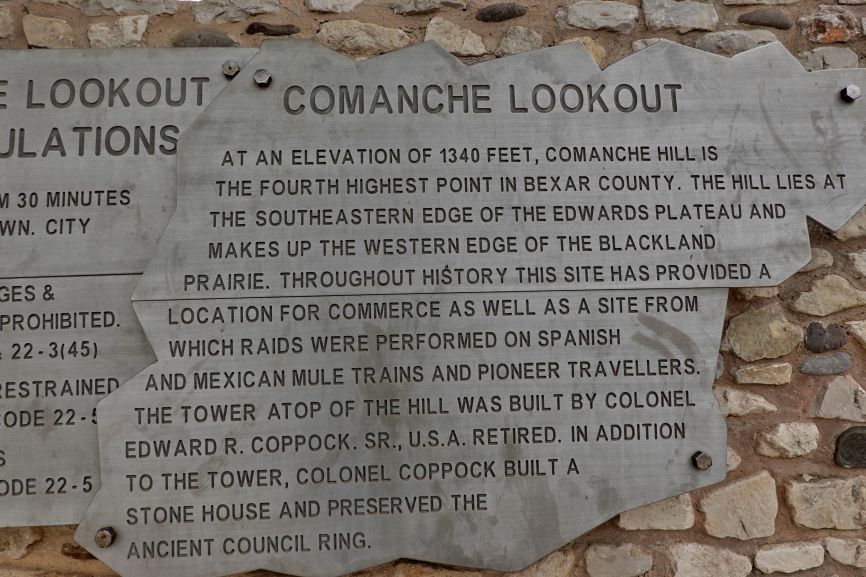 E LOOKOUT
ULATIONS
M 30 MINUTES
WN. CITY
GES &
PROHIBITED.
& 22 - 3(45)
RESTRAINED
CODE 22 - 5
S
ODE 22 - 5
COMANCHE LOOKOUT
AT AN ELEVATION OF 1340 FEET, COMANCHE HILL IS
THE FOURTH HIGHEST POINT IN BEXAR COUNTY. THE HILL LIES AT
THE SOUTHEASTERN EDGE OF THE EDWARDS PLATEAU AND
MAKES UP THE WESTERN EDGE OF THE BLACKLAND
PRAIRIE. THROUGHOUT HISTORY THIS SITE HAS PROVIDED A
LOCATION FOR COMMERCE AS WELL AS A SITE FROM
WHICH RAIDS WERE PERFORMED ON SPANISH
AND MEXICAN MULE TRAINS AND PIONEER TRAVELLERS.
THE TOWER ATOP OF THE HILL WAS BUILT BY COLONEL
EDWARD R. COPPOCK. SR., U.S.A. RETIRED. IN ADDITION
TO THE TOWER, COLONEL COPPOCK BUILT A
STONE HOUSE AND PRESERVED THE
ANCIENT COUNCIL RING.